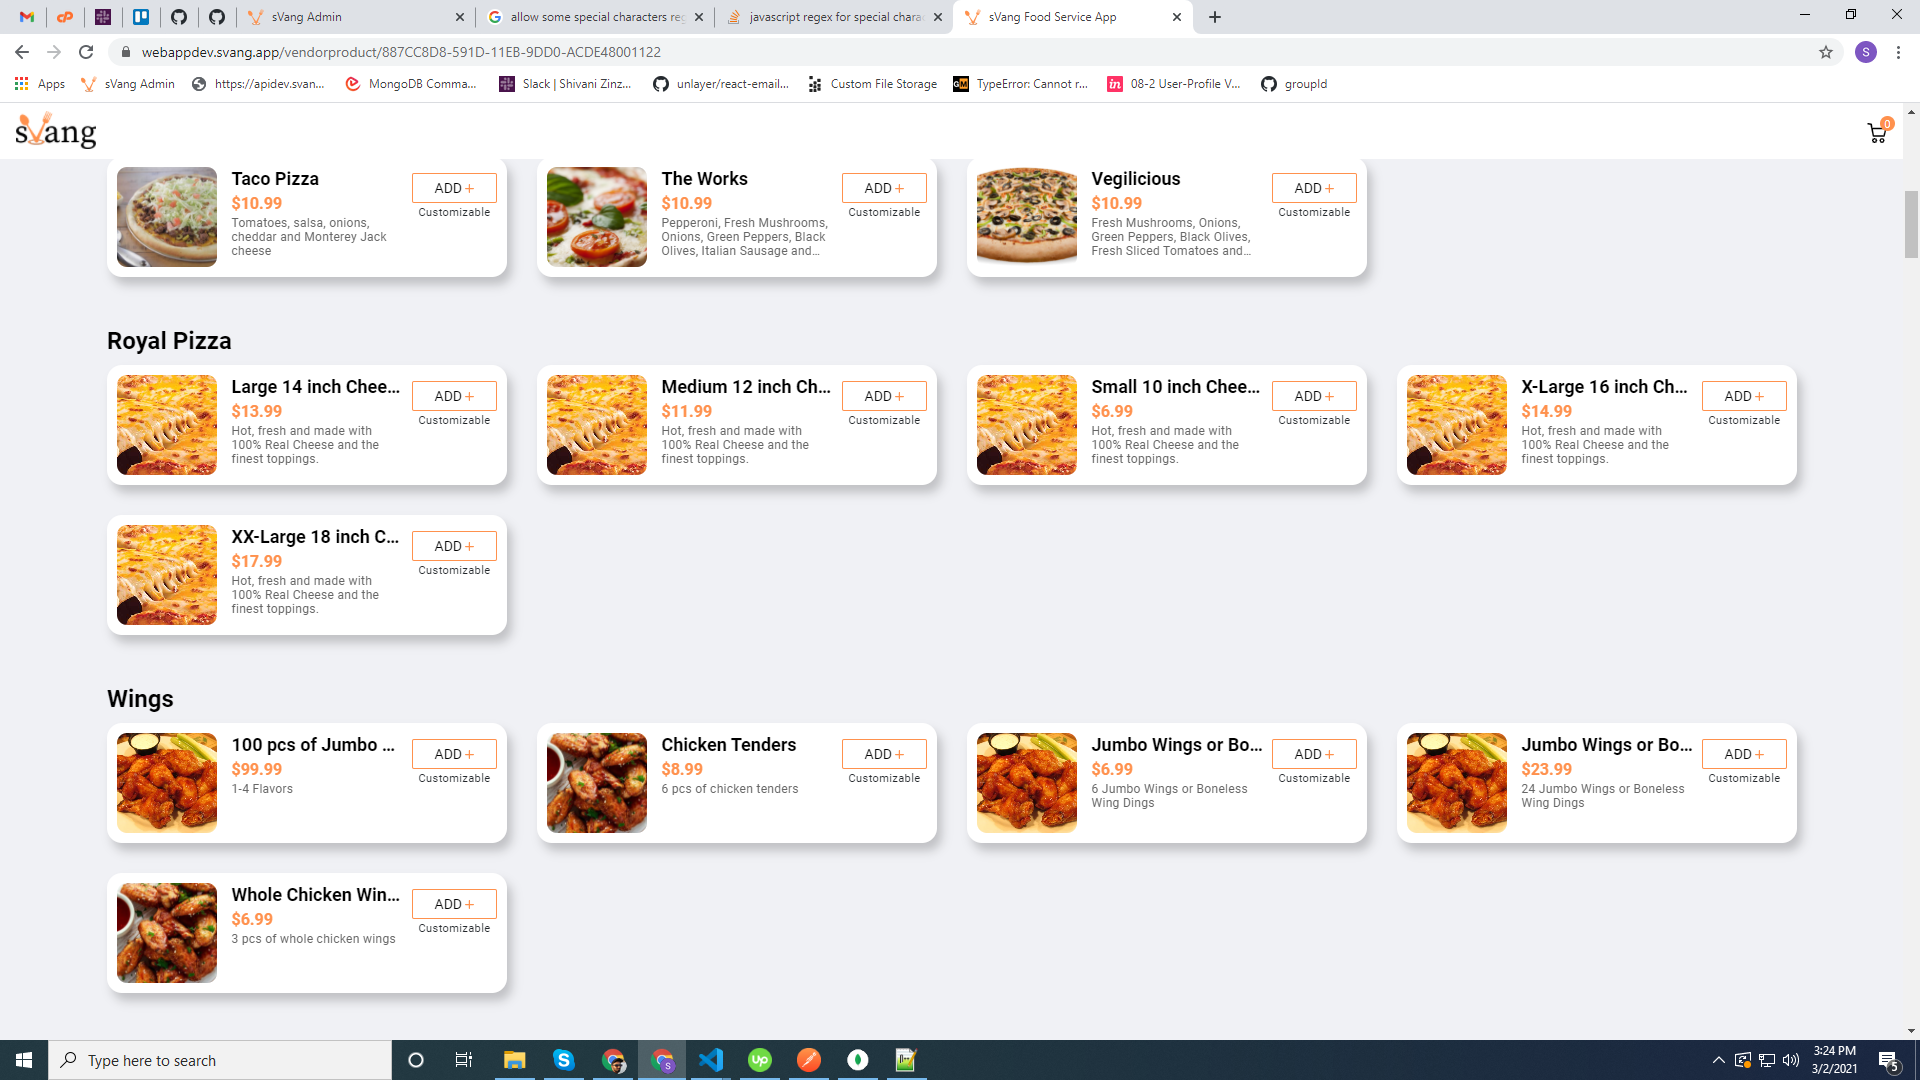 sVang Admin
allow some special characters reg
javascript regex for special charac
sVang Food Service App
webappdev.svang.app/vendorproduct/887CC8D8-591D-11EB-9DD0-ACDE48001122
S
Apps
sVang Admin
https://apidev.svan...
MongoDB Comma...
Slack | Shivani Zinz...
unlayer/react-email...
Custom File Storage
TypeError: Cannot r...
08-2 User-Profile V...
groupId
sVang
0
Taco Pizza
$10.99
Tomatoes, salsa, onions,
cheddar and Monterey Jack
cheese
ADD +
Customizable
The Works
$10.99
Pepperoni, Fresh Mushrooms,
Onions, Green Peppers, Black
Olives, Italian Sausage and...
ADD +
Customizable
Vegilicious
$10.99
Fresh Mushrooms, Onions,
Green Peppers, Black Olives,
Fresh Sliced Tomatoes and...
ADD +
Customizable
Royal Pizza
Large 14 inch Chee...
$13.99
Hot, fresh and made with
100% Real Cheese and the
finest toppings.
ADD +
Customizable
Medium 12 inch Ch...
$11.99
Hot, fresh and made with
100% Real Cheese and the
finest toppings.
ADD +
Customizable
Small 10 inch Chee...
$6.99
Hot, fresh and made with
100% Real Cheese and the
finest toppings.
ADD +
Customizable
X-Large 16 inch Ch...
$14.99
Hot, fresh and made with
100% Real Cheese and the
finest toppings.
ADD +
Customizable
XX-Large 18 inch C...
$17.99
Hot, fresh and made with
100% Real Cheese and the
finest toppings.
ADD +
Customizable
Wings
100 pcs of Jumbo ...
$99.99
1-4 Flavors
ADD +
Customizable
Chicken Tenders
$8.99
6 pcs of chicken tenders
ADD +
Customizable
Jumbo Wings or Bo...
$6.99
6 Jumbo Wings or Boneless
Wing Dings
ADD +
Customizable
Jumbo Wings or Bo...
$23.99
24 Jumbo Wings or Boneless
Wing Dings
ADD +
Customizable
Whole Chicken Win...
$6.99
3 pcs of whole chicken wings
ADD +
Customizable
Type here to search
3:24 PM
3/2/2021
5